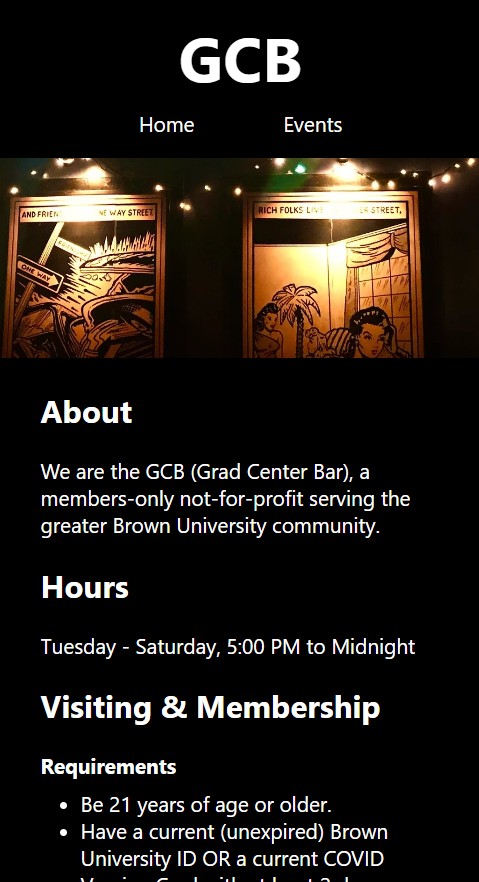 GCB
Home Events
AND FRIEN NE WAY STREET.
RICH FOLKS LIV ER STREET,
ONE WAY
About
We are the GCB (Grad Center Bar), a
members-only not-for-profit serving the
greater Brown University community.
Hours
Tuesday - Saturday, 5:00 PM to Midnight
Visiting & Membership
Requirements
• Be 21 years of age or older.
• Have a current (unexpired) Brown
University ID OR a current COVID